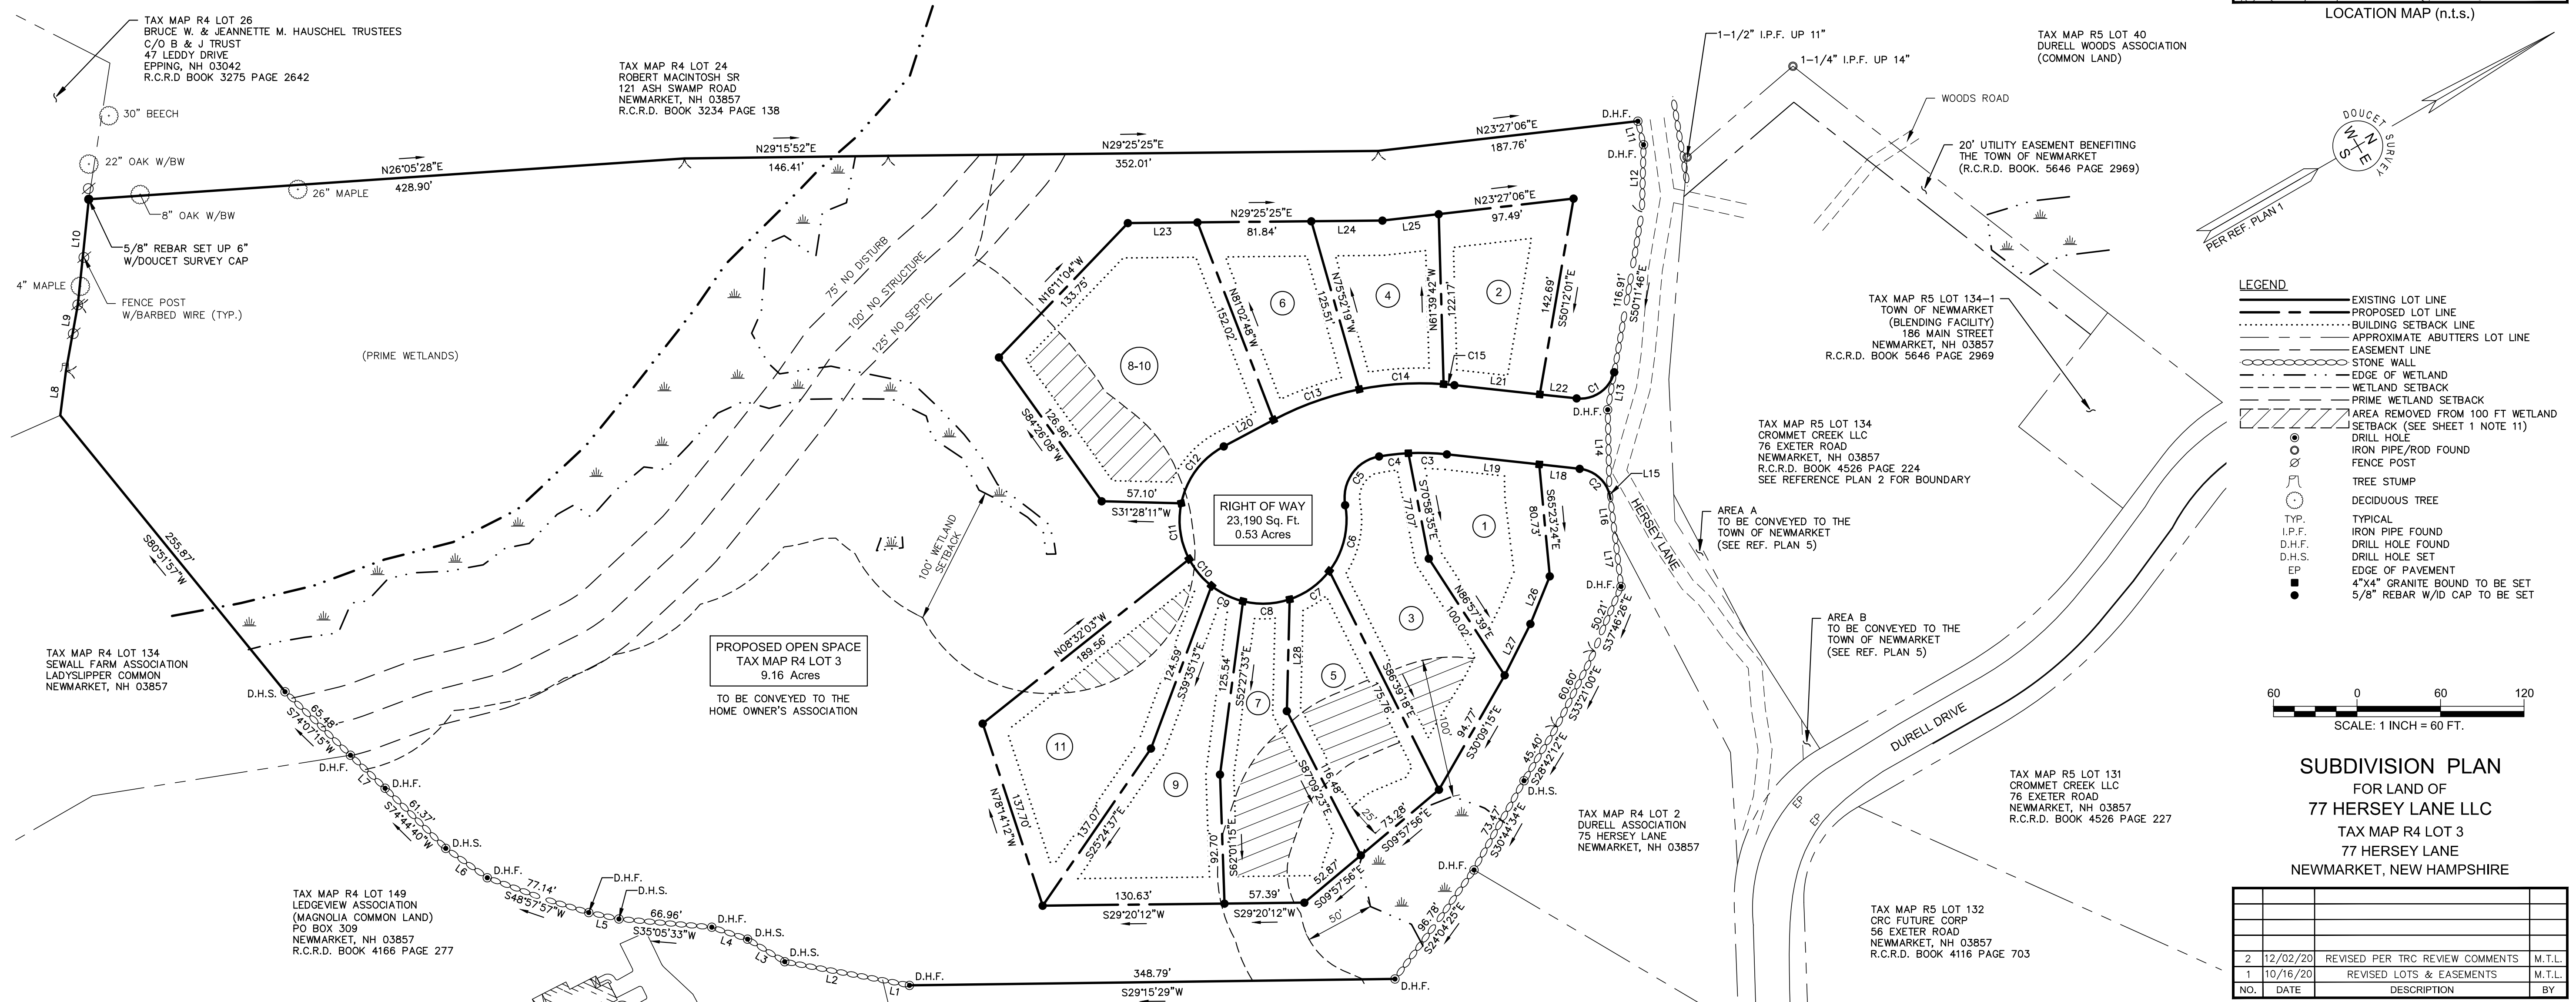 TAX MAP R4 LOT 26
BRUCE W. & JEANNETTE M. HAUSCHEL TRUSTEES
C/O B & J TRUST
47 LEDDY DRIVE
EPPING, NH 03042
R.C.R.D BOOK 3275 PAGE 2642
30" BEECH
22" OAK W/BW
8" OAK W/BW
26" MAPLE
5/8" REBAR SET UP 6"
W/DOUCET SURVEY CAP
4" MAPLE
FENCE POST
W/BARBED WIRE (TYP.)
L10
L9
L8
(PRIME WETLANDS)
TAX MAP R4 LOT 24
ROBERT MACINTOSH SR
121 ASH SWAMP ROAD
NEWMARKET, NH 03857
R.C.R.D. BOOK 3234 PAGE 138
N26°05'28"E
428.90'
N29°15'52"E
146.41'
N29°25'25"E
352.01'
N23°27'06"E
187.76'
D.H.F.
L11
D.H.F.
L12
1-1/2" I.P.F. UP 11"
1-1/4" I.P.F. UP 14"
WOODS ROAD
TAX MAP R5 LOT 40
DURELL WOODS ASSOCIATION
(COMMON LAND)
20' UTILITY EASEMENT BENEFITING
THE TOWN OF NEWMARKET
(R.C.R.D. BOOK. 5646 PAGE 2969)
75' NO DISTURB
100' NO STRUCTURE
125' NO SEPTIC
N16°11'04"W
133.75'
L23
N29°25'25"E
81.84'
L24
L25
N23°27'06"E
97.49'
N81°02'48"W
152.02'
6
N75°52'19"W
125.51'
4
N61°39'42"W
122.17'
2
142.69'
S50°12'01"E
116.91'
S50°11'46"E
8-10
S84°26'08"W
126.96'
57.10'
S31°28'11"W
C12
L20
C13
C14
C15
L21
L22
C1
L13
D.H.F.
L14
L15
L16
L17
D.H.F.
C11
C10
C9
C8
C7
C6
C5
C4
C3
L19
L18
C2
RIGHT OF WAY
23,190 Sq. Ft.
0.53 Acres
S70°58'35"E
77.07'
1
S65°23'24"E
80.73'
L26
L27
N86°57'39"E
100.02'
3
HERSEY LANE
50.21'
S37°46'26"E
60.60'
S33°21'00"E
45.40'
S28°42'12"E
D.H.S.
73.47'
S30°44'34"E
D.H.F.
96.78'
S24°04'25"E
D.H.F.
TAX MAP R5 LOT 134-1
TOWN OF NEWMARKET
(BLENDING FACILITY)
186 MAIN STREET
NEWMARKET, NH 03857
R.C.R.D. BOOK 5646 PAGE 2969
TAX MAP R5 LOT 134
CROMMET CREEK LLC
76 EXETER ROAD
NEWMARKET, NH 03857
R.C.R.D. BOOK 4526 PAGE 224
SEE REFERENCE PLAN 2 FOR BOUNDARY
AREA A
TO BE CONVEYED TO THE
TOWN OF NEWMARKET
(SEE REF. PLAN 5)
AREA B
TO BE CONVEYED TO THE
TOWN OF NEWMARKET
(SEE REF. PLAN 5)
DURELL DRIVE
EP
EP
100' WETLAND
SETBACK
255.87'
S80°51'57"W
TAX MAP R4 LOT 134
SEWALL FARM ASSOCIATION
LADYSLIPPER COMMON
NEWMARKET, NH 03857
PROPOSED OPEN SPACE
TAX MAP R4 LOT 3
9.16 Acres
TO BE CONVEYED TO THE
HOME OWNER'S ASSOCIATION
N08°32'03"W
189.56'
124.59'
S39°35'13"E
125.54'
S52°27'33"E
L28
7
5
S86°39'18"E
175.76'
94.77'
S30°09'15"E
100'
116.48'
S87°09'23"E
25'
73.28'
S09°57'56"E
52.87'
S09°57'56"E
50'
11
9
N78°14'12"W
137.70'
137.07'
S25°24'37"E
92.70'
S62°01'15"E
130.63'
S29°20'12"W
57.39'
S29°20'12"W
D.H.S.
65.48'
S74°07'15"W
D.H.F.
L7
D.H.F.
61.37'
S74°44'40"W
D.H.S.
L6
D.H.F.
77.14'
S48°57'57"W
D.H.F.
D.H.S.
L5
66.96'
S35°05'33"W
D.H.F.
L4
D.H.S.
L3
D.H.S.
L2
L1
D.H.F.
348.79'
S29°15'29"W
TAX MAP R4 LOT 149
LEDGEVIEW ASSOCIATION
(MAGNOLIA COMMON LAND)
PO BOX 309
NEWMARKET, NH 03857
R.C.R.D. BOOK 4166 PAGE 277
TAX MAP R4 LOT 2
DURELL ASSOCIATION
75 HERSEY LANE
NEWMARKET, NH 03857
TAX MAP R5 LOT 131
CROMMET CREEK LLC
76 EXETER ROAD
NEWMARKET, NH 03857
R.C.R.D. BOOK 4526 PAGE 227
TAX MAP R5 LOT 132
CRC FUTURE CORP
56 EXETER ROAD
NEWMARKET, NH 03857
R.C.R.D. BOOK 4116 PAGE 703
LOCATION MAP (n.t.s.)
DOUCET SURVEY
N
E
S
W
PER REF. PLAN 1
LEGEND
EXISTING LOT LINE
PROPOSED LOT LINE
BUILDING SETBACK LINE
APPROXIMATE ABUTTERS LOT LINE
EASEMENT LINE
STONE WALL
EDGE OF WETLAND
WETLAND SETBACK
PRIME WETLAND SETBACK
AREA REMOVED FROM 100 FT WETLAND
SETBACK (SEE SHEET 1 NOTE 11)
DRILL HOLE
IRON PIPE/ROD FOUND
FENCE POST
TREE STUMP
DECIDUOUS TREE
TYP. TYPICAL
I.P.F. IRON PIPE FOUND
D.H.F. DRILL HOLE FOUND
D.H.S. DRILL HOLE SET
EP EDGE OF PAVEMENT
4"X4" GRANITE BOUND TO BE SET
5/8" REBAR W/ID CAP TO BE SET
60 0 60 120
SCALE: 1 INCH = 60 FT.
SUBDIVISION PLAN
FOR LAND OF
77 HERSEY LANE LLC
TAX MAP R4 LOT 3
77 HERSEY LANE
NEWMARKET, NEW HAMPSHIRE
2 12/02/20 REVISED PER TRC REVIEW COMMENTS M.T.L.
1 10/16/20 REVISED LOTS & EASEMENTS M.T.L.
NO. DATE DESCRIPTION BY